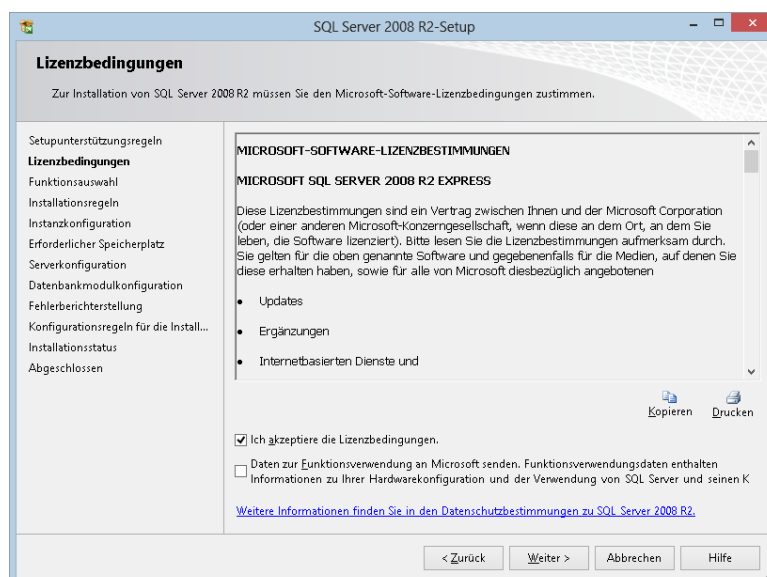 SQL Server 2008 R2-Setup
Lizenzbedingungen
Zur Installation von SQL Server 2008 R2 müssen Sie den Microsoft-Software-Lizenzbedingungen zustimmen.
Setupunterstützungsregeln
Lizenzbedingungen
Funktionsauswahl
Installationsregeln
Instanzkonfiguration
Erforderlicher Speicherplatz
Serverkonfiguration
Datenbankmodulkonfiguration
Fehlerberichterstellung
Konfigurationsregeln für die Install...
Installationsstatus
Abgeschlossen
MICROSOFT-SOFTWARE-LIZENZBESTIMMUNGEN
MICROSOFT SQL SERVER 2008 R2 EXPRESS
Diese Lizenzbestimmungen sind ein Vertrag zwischen Ihnen und der Microsoft Corporation
(oder einer anderen Microsoft-Konzerngesellschaft, wenn diese an dem Ort, an dem Sie
leben, die Software lizenziert). Bitte lesen Sie die Lizenzbestimmungen aufmerksam durch.
Sie gelten für die oben genannte Software und gegebenenfalls für die Medien, auf denen Sie
diese erhalten haben, sowie für alle von Microsoft diesbezüglich angebotenen
• Updates
• Ergänzungen
• Internetbasierten Dienste und
Kopieren Drucken
Ich akzeptiere die Lizenzbedingungen.
Daten zur Funktionsverwendung an Microsoft senden. Funktionsverwendungsdaten enthalten
Informationen zu Ihrer Hardwarekonfiguration und der Verwendung von SQL Server und seinen K
Weitere Informationen finden Sie in den Datenschutzbestimmungen zu SQL Server 2008 R2.
< Zurück Weiter > Abbrechen Hilfe